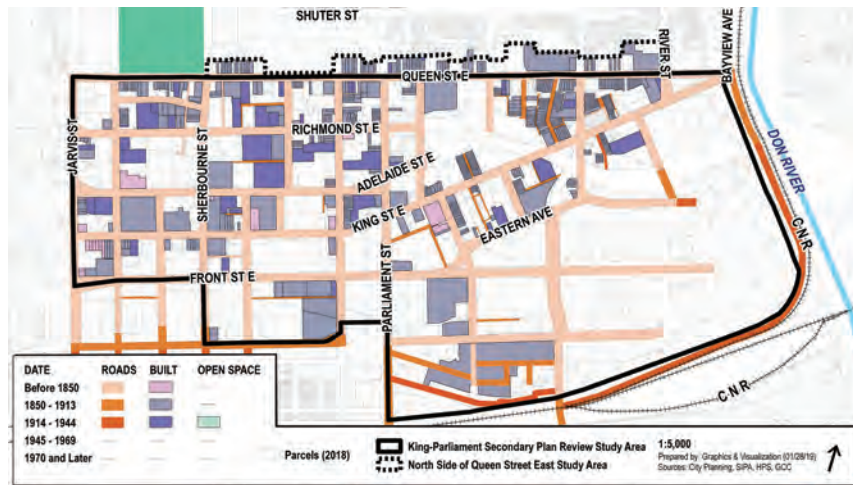 SHUTER ST
QUEEN ST E
RIVER ST
BAYVIEW AVE
JARVIS ST
RICHMOND ST E
SHERBOURNE ST
ADELAIDE ST E
DON RIVER
KING ST E
EASTERN AVE
C N R
PARLIAMENT ST
FRONT ST E
C N R
DATE ROADS BUILT OPEN SPACE
Before 1850
1850 - 1913
1914 - 1944
1945 - 1969
1970 and Later
Parcels (2018)
King-Parliament Secondary Plan Review Study Area
North Side of Queen Street East Study Area
1:5,000
Prepared by: Graphics & Visualization (01/28/19)
Sources: City Planning, SIPA, HPS, GCC